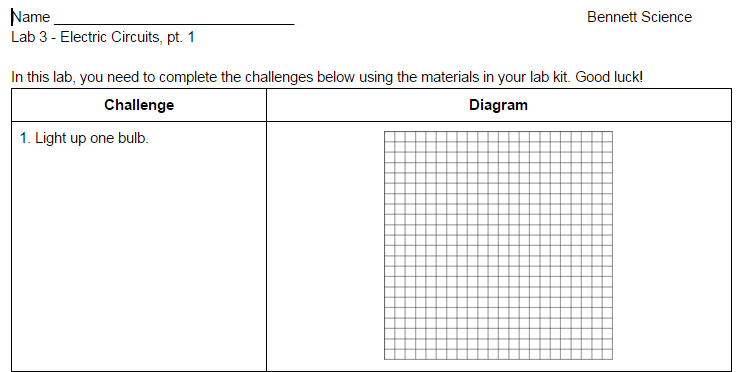 Name ______________________________ Bennett Science
Lab 3 - Electric Circuits, pt. 1
In this lab, you need to complete the challenges below using the materials in your lab kit. Good luck!
Challenge Diagram
1. Light up one bulb.